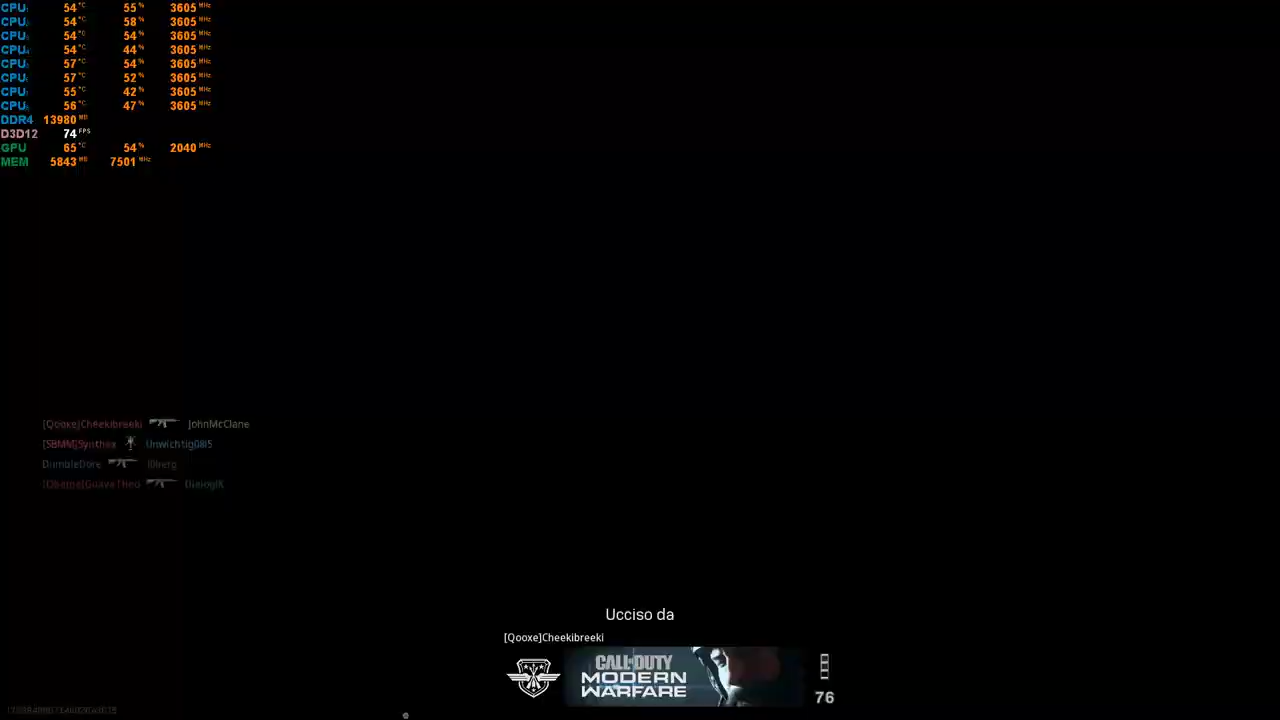 CPU 54 °C 55 % 3605 MHz
CPU 54 °C 58 % 3605 MHz
CPU 54 °C 54 % 3605 MHz
CPU 54 °C 44 % 3605 MHz
CPU 57 °C 54 % 3605 MHz
CPU 57 °C 52 % 3605 MHz
CPU 55 °C 42 % 3605 MHz
CPU 56 °C 47 % 3605 MHz
DDR4 13980 MB
D3D12 74 FPS
GPU 65 °C 54 % 2040 MHz
MEM 5843 MB 7501 MHz
[Qooxe]Cheekibreeki JohnMcClane
[SBMM]Synthex
DumbleDore
Ucciso da
[Qooxe]Cheekibreeki
CALL OF DUTY
MODERN
WARFARE
76